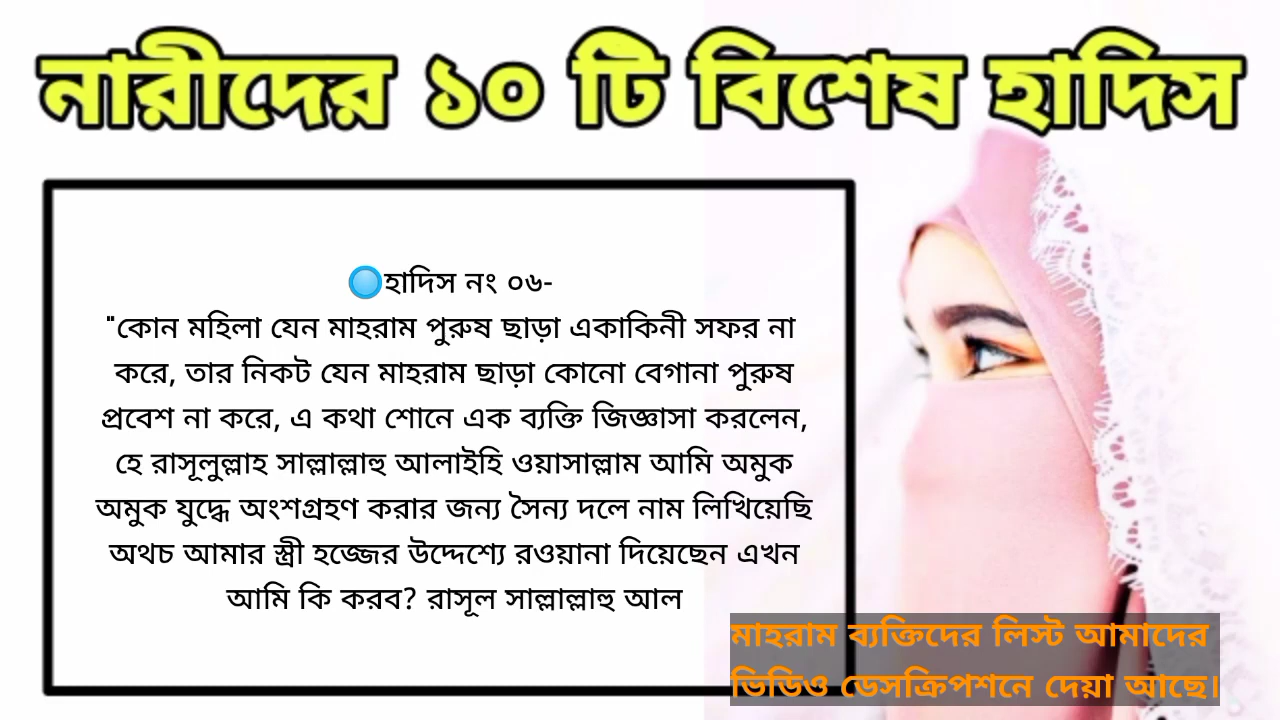 নারীদের ১০ টি বিশেষ হাদিস
🔵হাদিস নং ০৬-
"কোন মহিলা যেন মাহরাম পুরুষ ছাড়া একাকিনী সফর না
করে, তার নিকট যেন মাহরাম ছাড়া কোনো বেগানা পুরুষ
প্রবেশ না করে, এ কথা শোনে এক ব্যক্তি জিজ্ঞাসা করলেন,
হে রাসূলুল্লাহ সাল্লাল্লাহু আলাইহি ওয়াসাল্লাম আমি অমুক
অমুক যুদ্ধে অংশগ্রহণ করার জন্য সৈন্য দলে নাম লিখিয়েছি
অথচ আমার স্ত্রী হজ্জের উদ্দেশ্যে রওয়ানা দিয়েছেন এখন
আমি কি করব? রাসূল সাল্লাল্লাহু আল
মাহরাম ব্যক্তিদের লিস্ট আমাদের
ভিডিও ডেসক্রিপশনে দেয়া আছে।